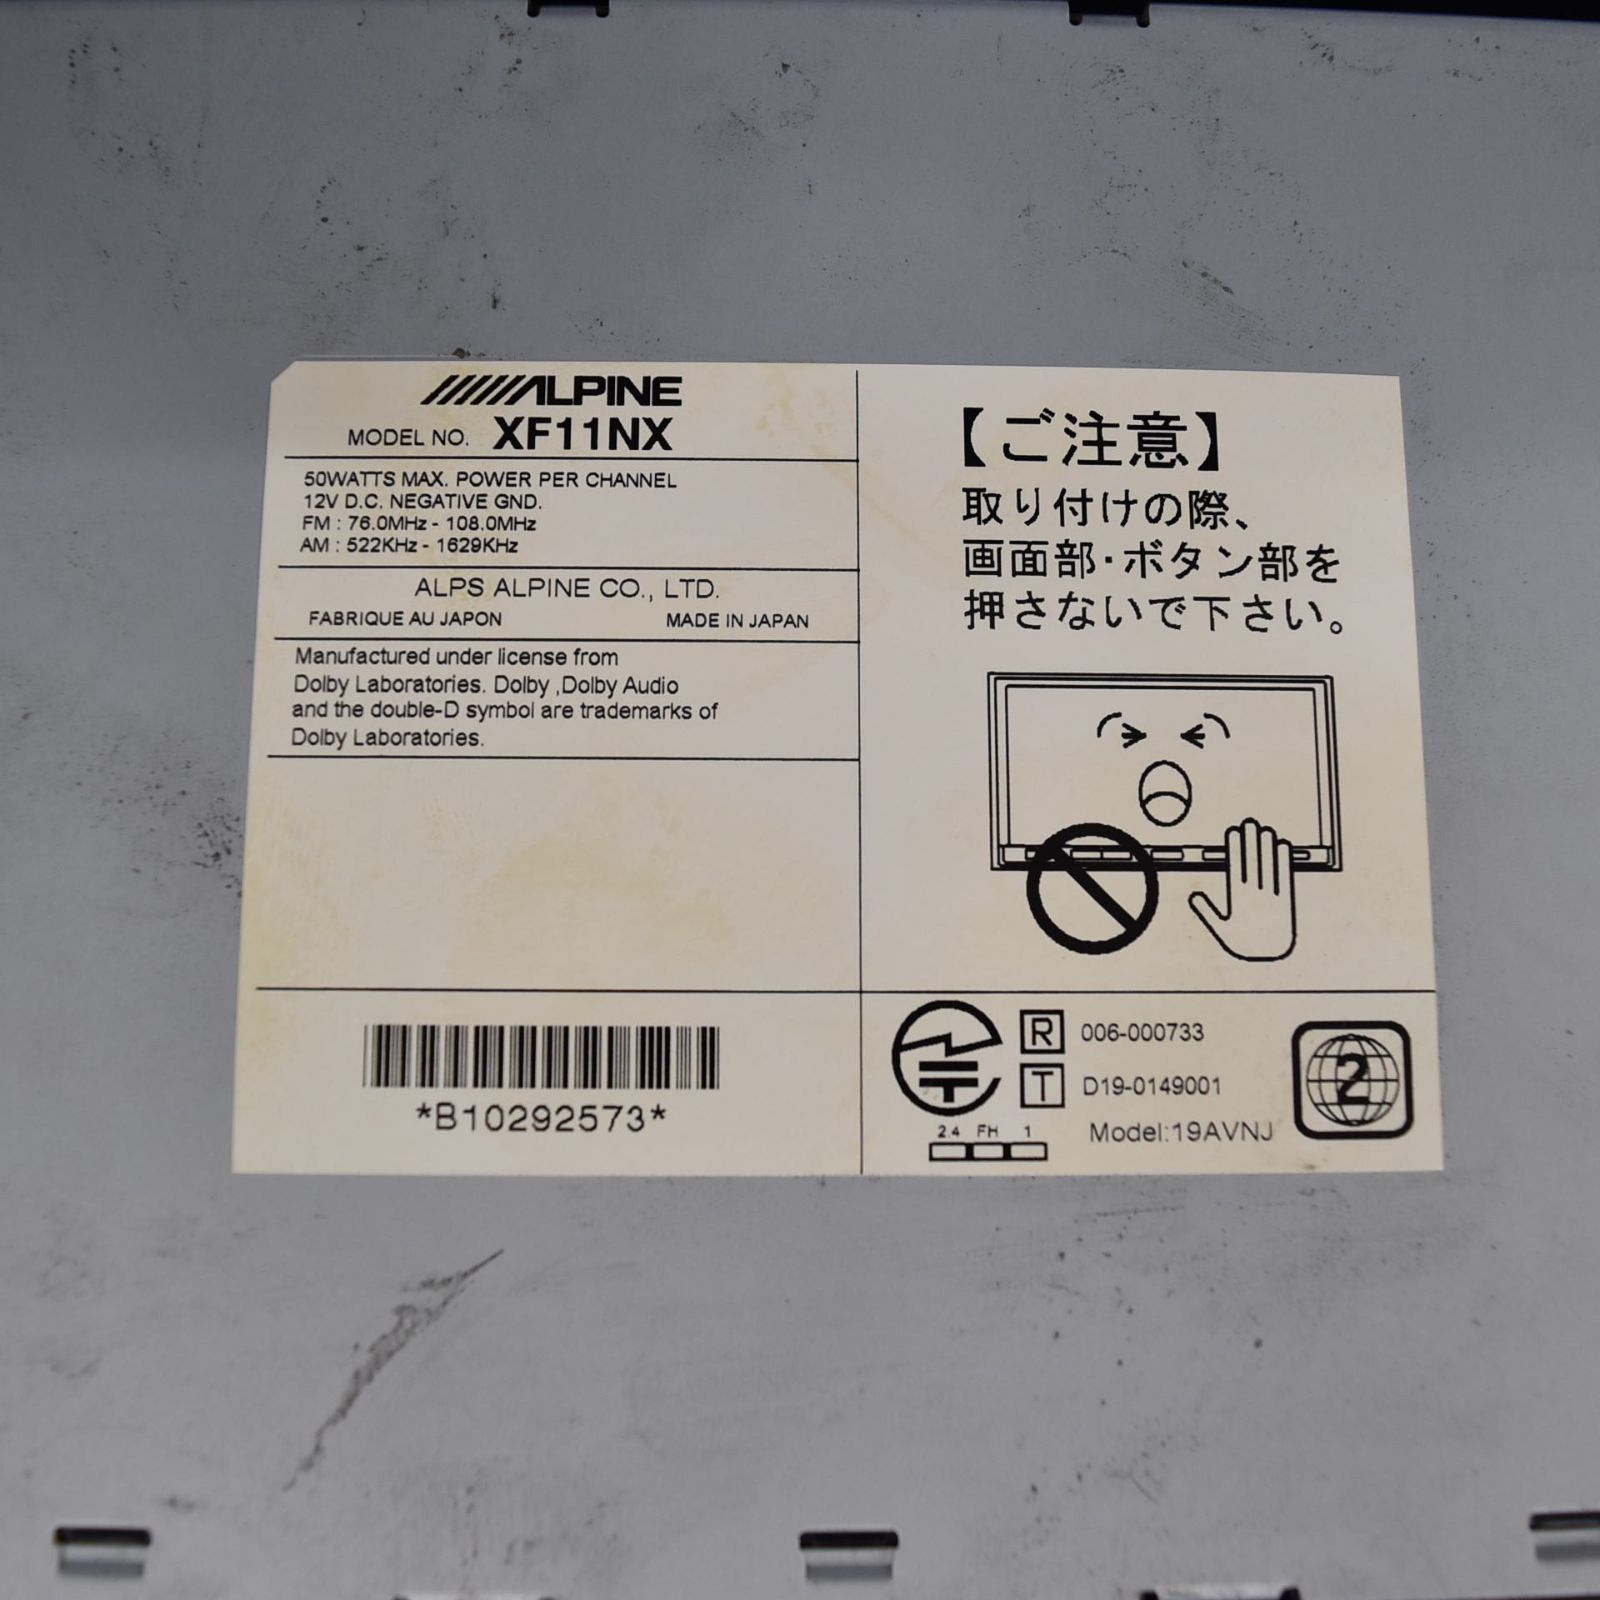 ALPINE
MODEL NO. XF11NX
50WATTS MAX. POWER PER CHANNEL
12V D.C. NEGATIVE GND.
FM : 76.0MHz - 108.0MHz
AM : 522KHz - 1629KHz
ALPS ALPINE CO., LTD.
FABRIQUE AU JAPON MADE IN JAPAN
Manufactured under license from
Dolby Laboratories. Dolby ,Dolby Audio
and the double-D symbol are trademarks of
Dolby Laboratories.
*B10292573*
【ご注意】
取り付けの際、
画面部・ボタン部を
押さないで下さい。
R 006-000733
T D19-0149001
2.4 FH 1
Model:19AVNJ
2